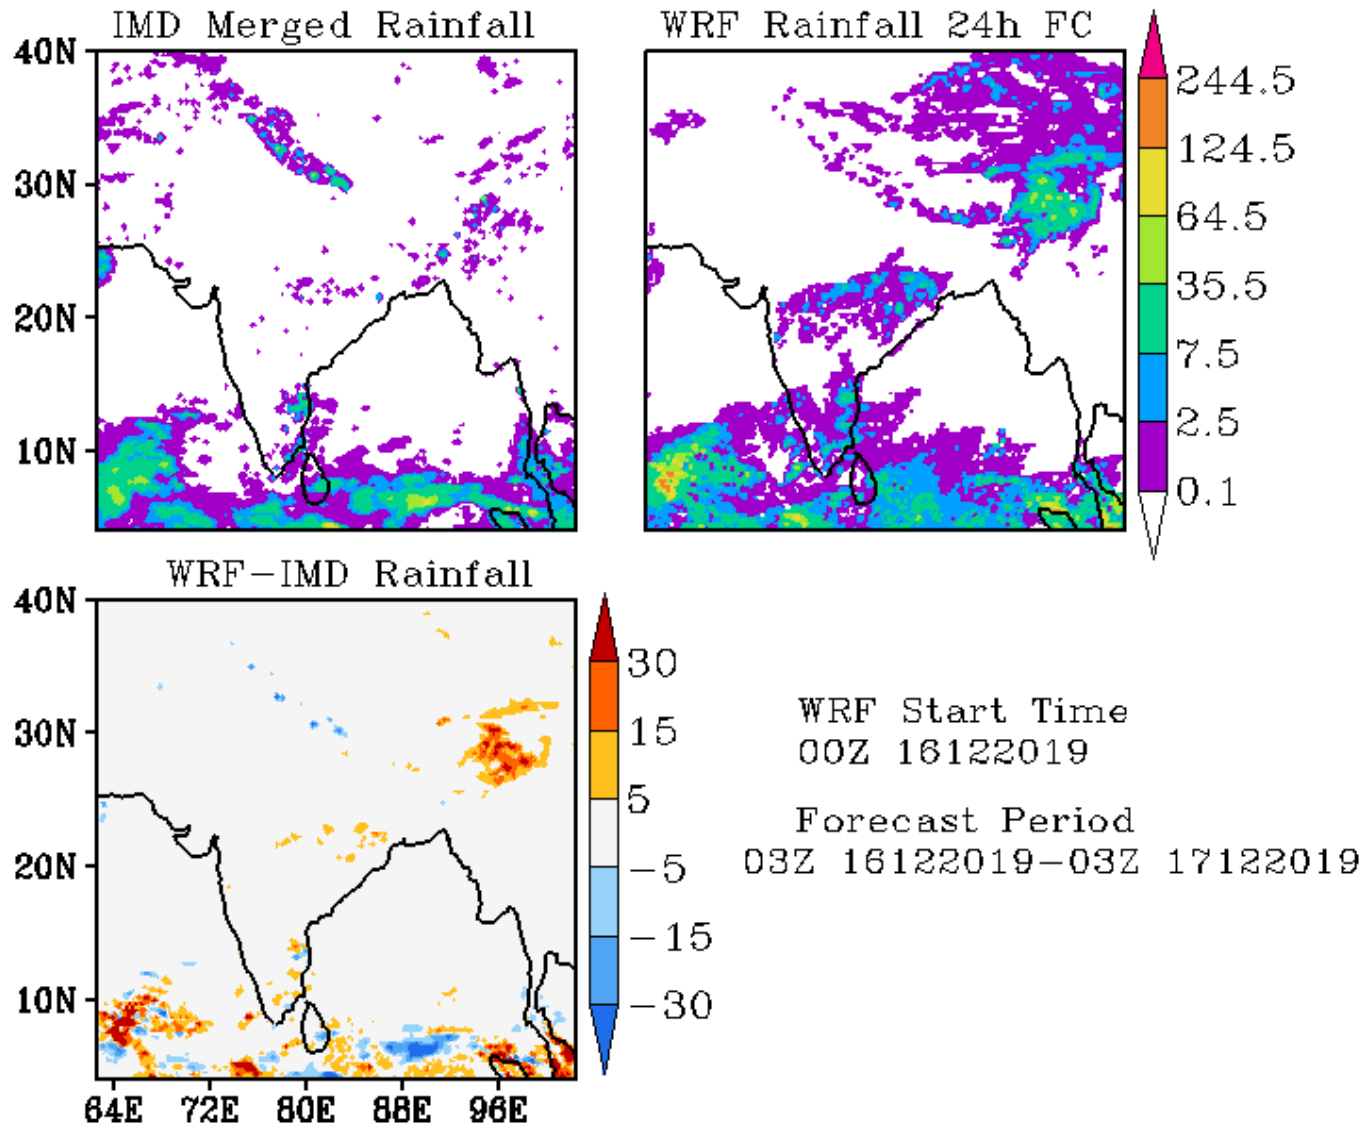 IMD Merged Rainfall
WRF Rainfall 24h FC
40N
30N
20N
10N
244.5
124.5
64.5
35.5
7.5
2.5
0.1
WRF-IMD Rainfall
40N
30N
20N
10N
64E 72E 80E 88E 96E
30
15
5
-5
-15
-30
WRF Start Time
00Z 16122019
Forecast Period
03Z 16122019-03Z 17122019